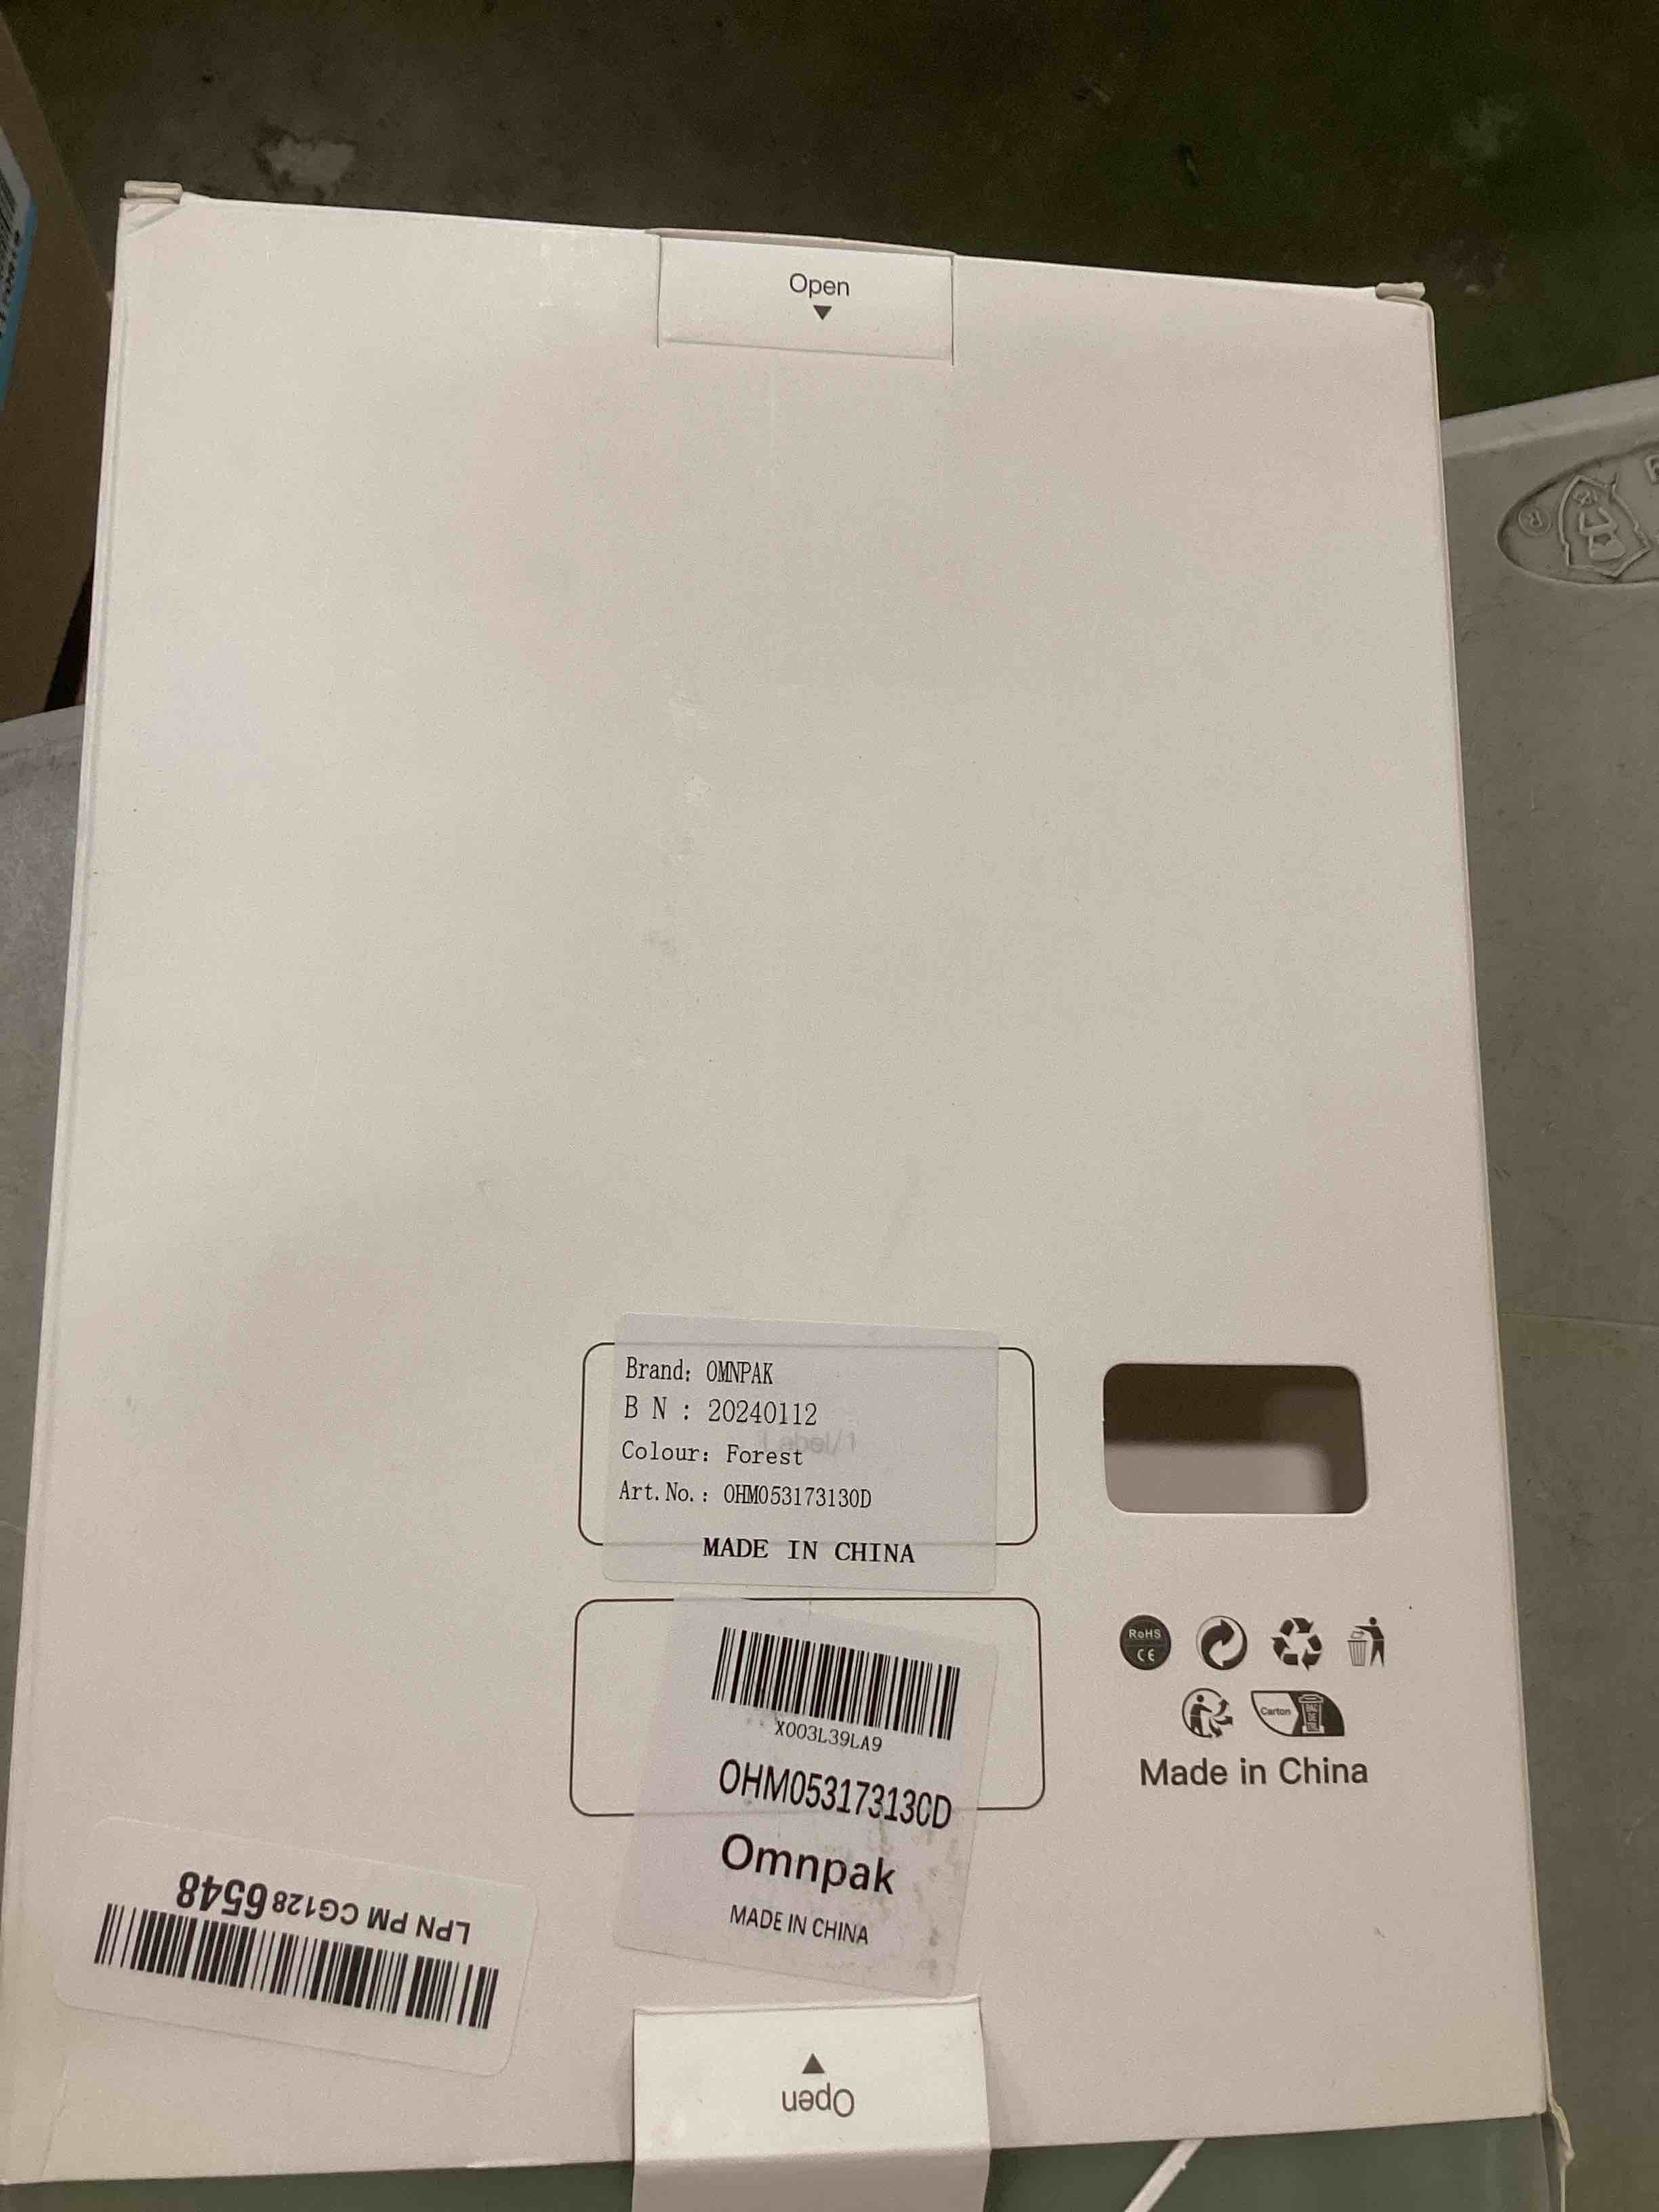 Open
Brand: OMNPAK
B N : 20240112
Colour: Forest
Art.No.: OHM053173130D
MADE IN CHINA
RoHS
CE
Carton
Made in China
X003L39LA9
OHM053173130D
Omnpak
MADE IN CHINA
LPN PM CG128 6548
Open